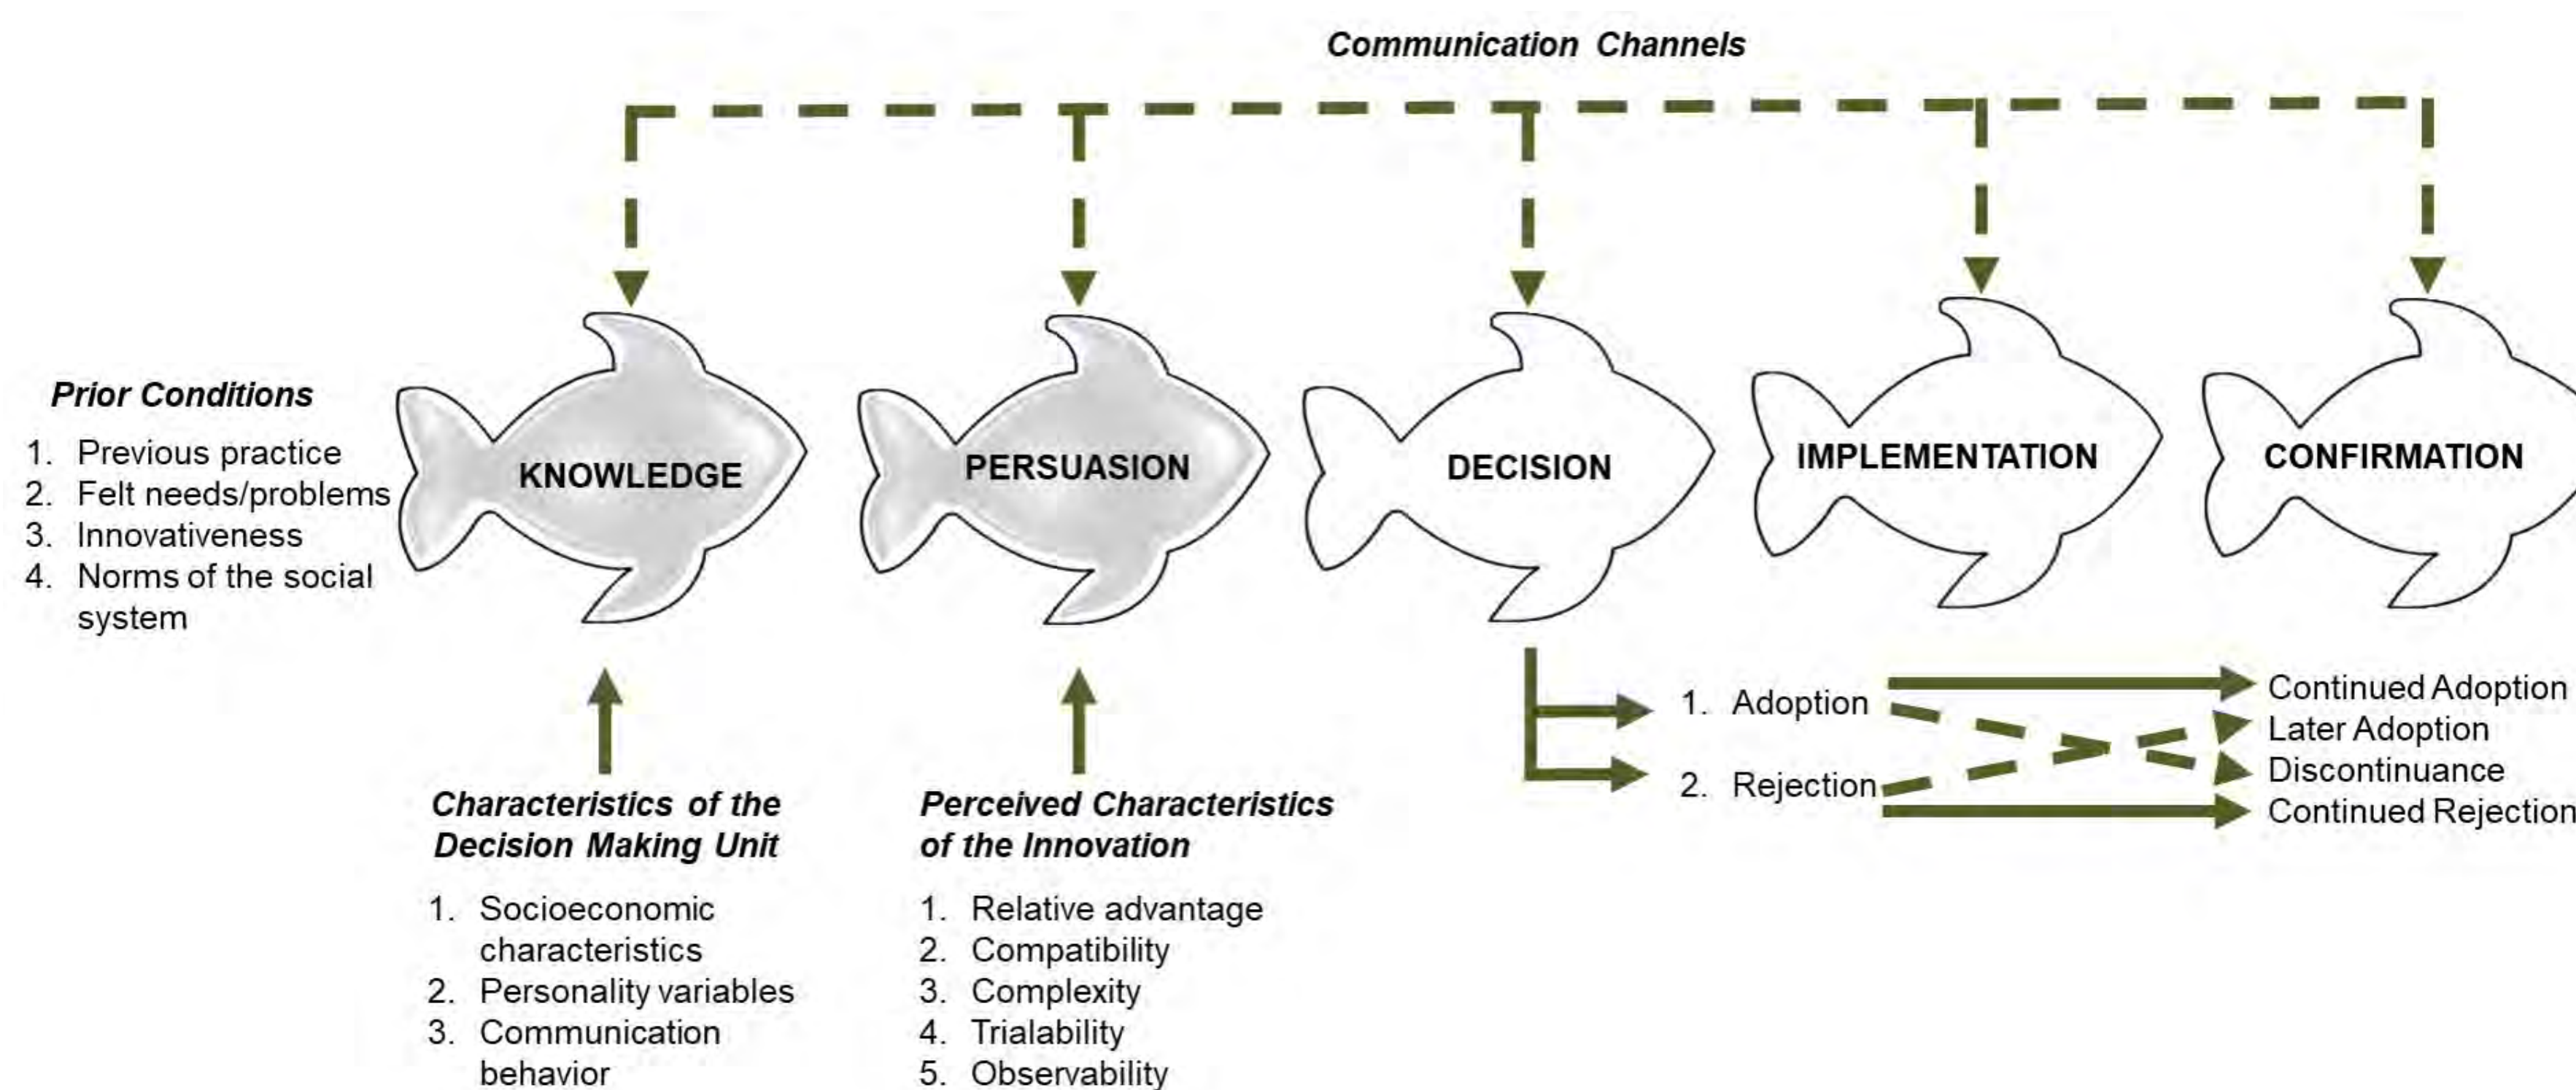 Communication Channels
Prior Conditions
1. Previous practice
2. Felt needs/problems
3. Innovativeness
4. Norms of the social
system
KNOWLEDGE
PERSUASION
DECISION
IMPLEMENTATION
CONFIRMATION
Characteristics of the
Decision Making Unit
1. Socioeconomic
characteristics
2. Personality variables
3. Communication
behavior
Perceived Characteristics
of the Innovation
1. Relative advantage
2. Compatibility
3. Complexity
4. Trialability
5. Observability
1. Adoption
2. Rejection
Continued Adoption
Later Adoption
Discontinuance
Continued Rejection